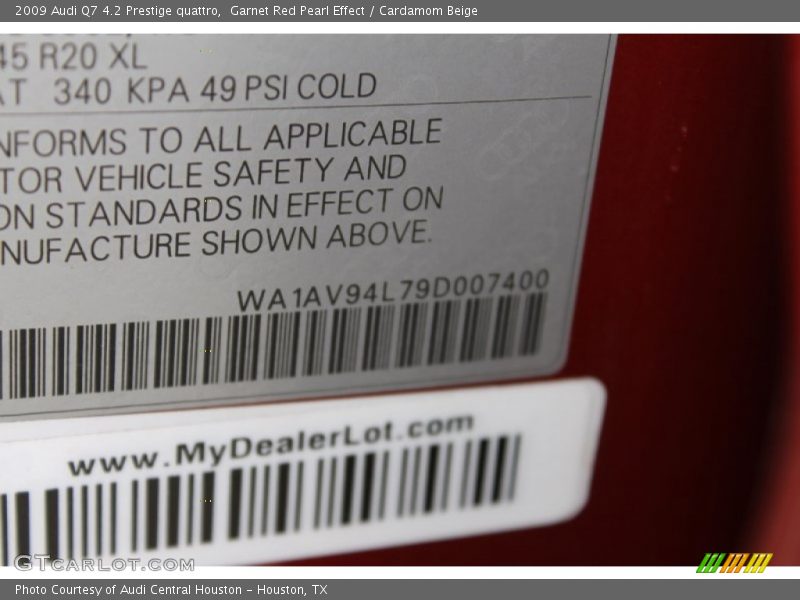 2009 Audi Q7 4.2 Prestige quattro,  Garnet Red Pearl Effect / Cardamom Beige
45 R20 XL
AT 340 KPA 49 PSI COLD
NFORMS TO ALL APPLICABLE
TOR VEHICLE SAFETY AND
ON STANDARDS IN EFFECT ON
NUFACTURE SHOWN ABOVE.
WA1AV94L79D007400
www.MyDealerLot.com
GTCARLOT.COM
Photo Courtesy of Audi Central Houston - Houston, TX